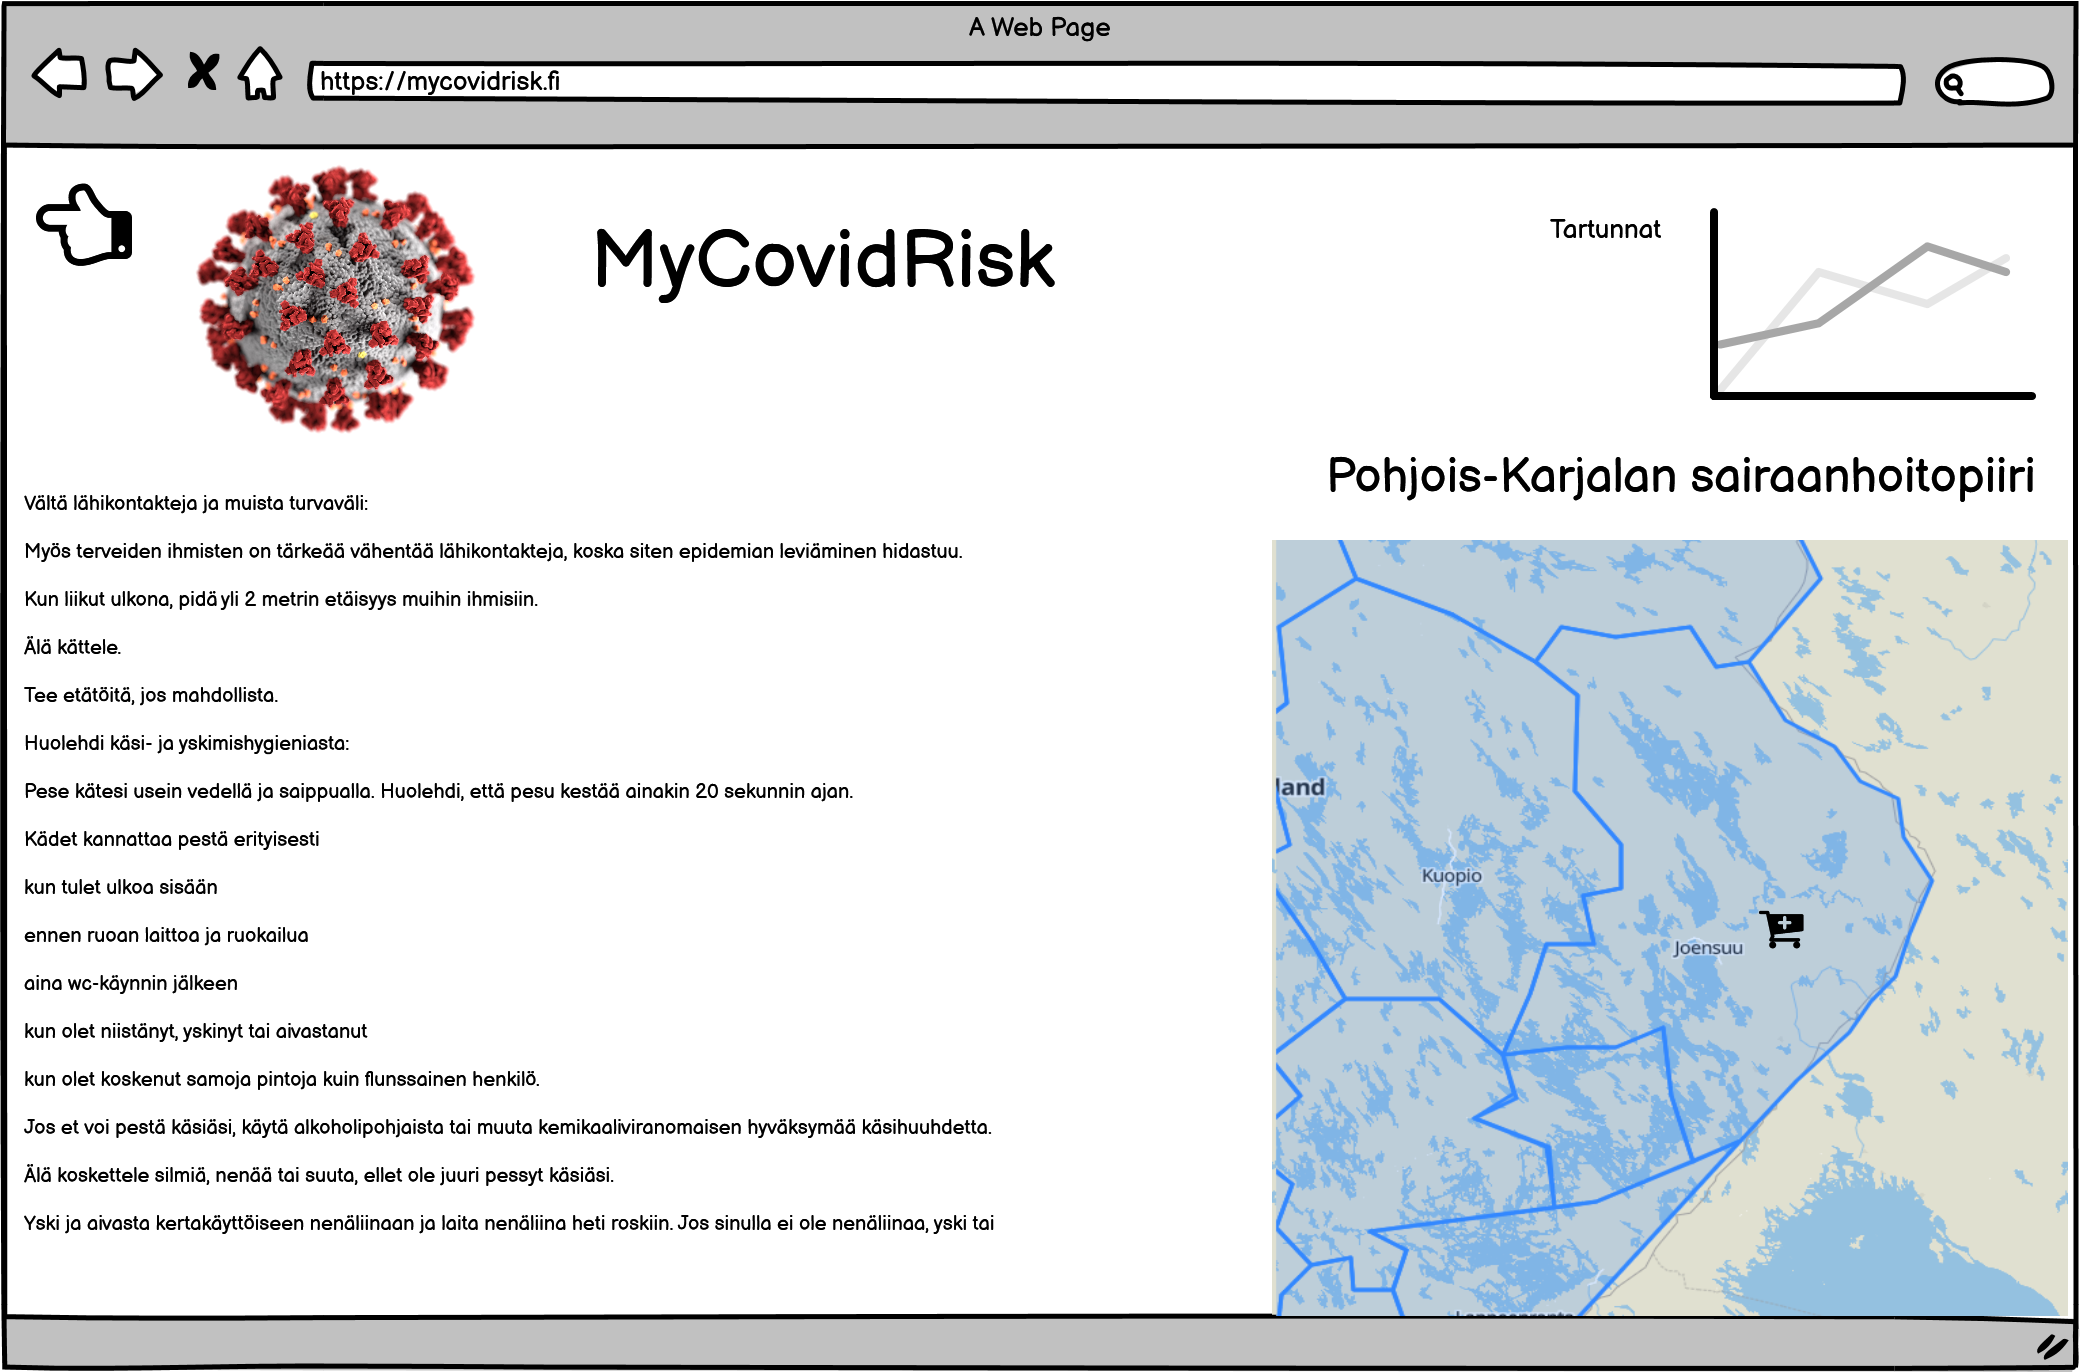 A Web Page
https://mycovidrisk.fi
MyCovidRisk
Tartunnat
Pohjois-Karjalan sairaanhoitopiiri
Vältä lähikontakteja ja muista turvaväli:
Myös terveiden ihmisten on tärkeää vähentää lähikontakteja, koska siten epidemian leviäminen hidastuu.
Kun liikut ulkona, pidä yli 2 metrin etäisyys muihin ihmisiin.
Älä kättele.
Tee etätöitä, jos mahdollista.
Huolehdi käsi- ja yskimishygieniasta:
Pese kätesi usein vedellä ja saippualla. Huolehdi, että pesu kestää ainakin 20 sekunnin ajan.
Kädet kannattaa pestä erityisesti
kun tulet ulkoa sisään
ennen ruoan laittoa ja ruokailua
aina wc-käynnin jälkeen
kun olet niistänyt, yskinyt tai aivastanut
kun olet koskenut samoja pintoja kuin flunssainen henkilö.
Jos et voi pestä käsiäsi, käytä alkoholipohjaista tai muuta kemikaaliviranomaisen hyväksymää käsihuuhdetta.
Älä koskettele silmiä, nenää tai suuta, ellet ole juuri pessyt käsiäsi.
Yski ja aivasta kertakäyttöiseen nenäliinaan ja laita nenäliina heti roskiin. Jos sinulla ei ole nenäliinaa, yski tai
land
Kuopio
Joensuu